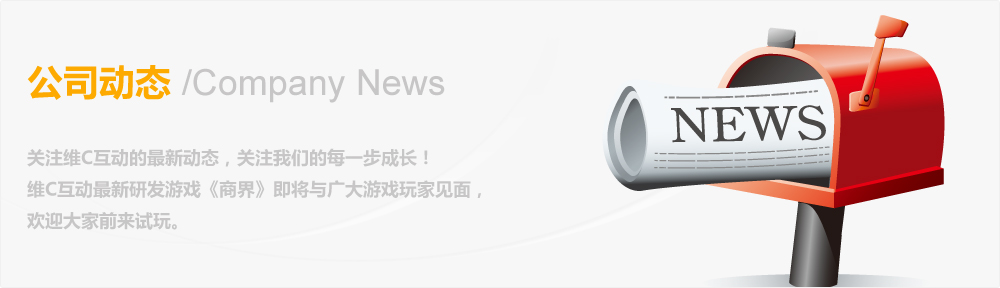 公司动态 /Company News
关注维C互动的最新动态，关注我们的每一步成长！
维C互动最新研发游戏《商界》即将与广大游戏玩家见面，
欢迎大家前来试玩。
NEWS